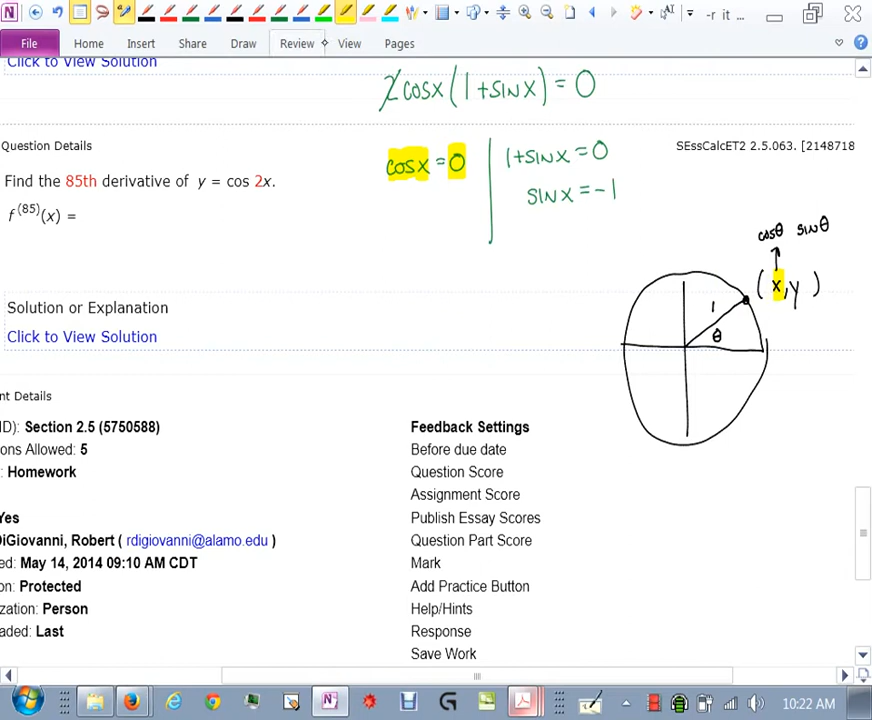 -r it ...
File Home Insert Share Draw Review View Pages
Click to View Solution
2cosx(1+sinx)=0
Question Details
SEssCalcET2 2.5.063. [2148718
cosx = 0
1+sinx = 0
Find the 85th derivative of y = cos 2x.
sinx = -1
f^(85)(x) =
cosθ sinθ
(x,y)
1
θ
Solution or Explanation
Click to View Solution
nt Details
ID): Section 2.5 (5750588)
Feedback Settings
ons Allowed: 5
Before due date
: Homework
Question Score
Assignment Score
Yes
Publish Essay Scores
DiGiovanni, Robert ( rdigiovanni@alamo.edu )
Question Part Score
ed: May 14, 2014 09:10 AM CDT
Mark
on: Protected
Add Practice Button
ization: Person
Help/Hints
aded: Last
Response
Save Work
10:22 AM